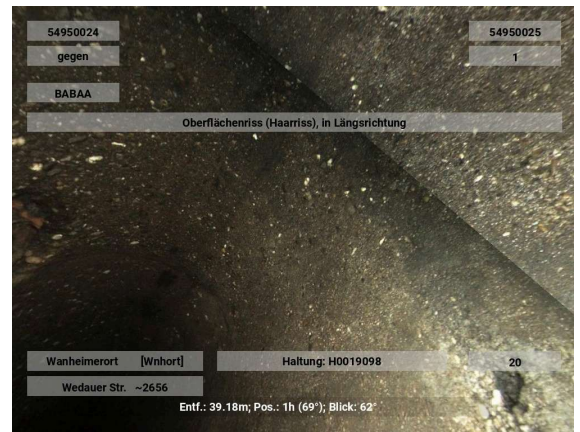 54950024 54950025
gegen 1
BABAA
Oberflächenriss (Haarriss), in Längsrichtung
Wanheimerort [Wnhort] Haltung: H0019098 20
Wedauer Str. ~2656
Entf.: 39.18m; Pos.: 1h (69°); Blick: 62°